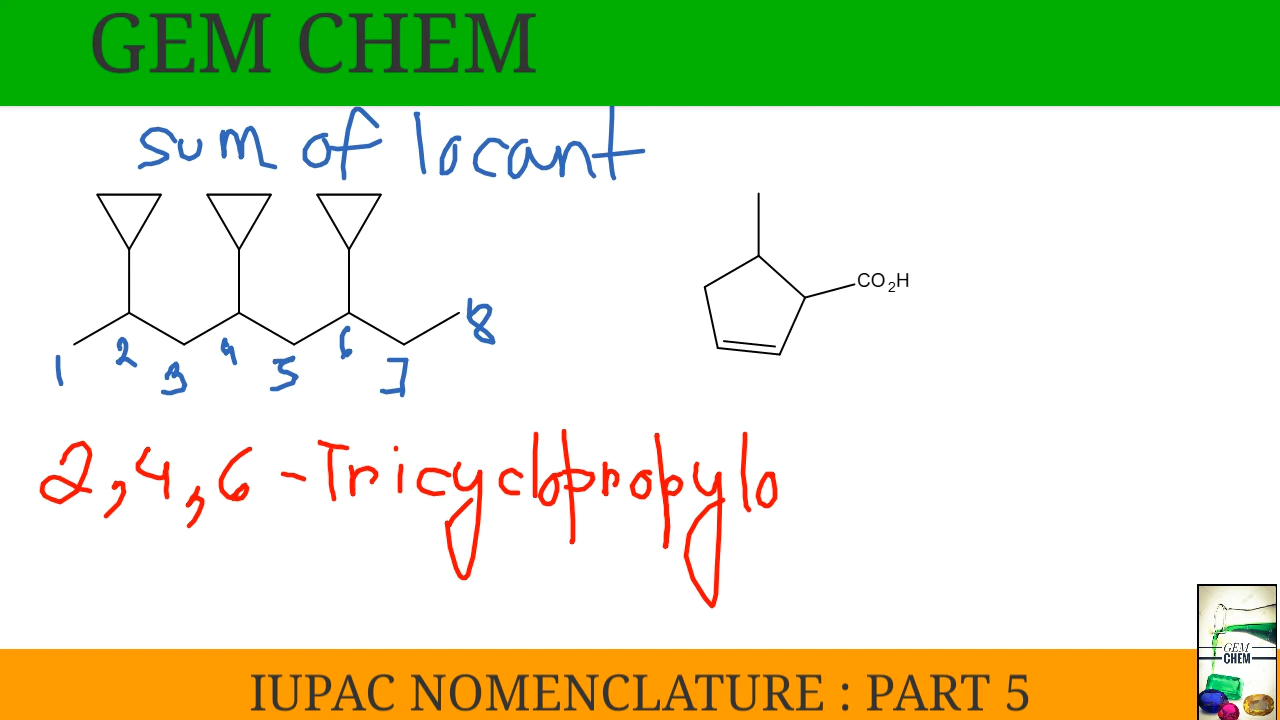 GEM CHEM
sum of locant
CO2H
1 2 3 4 5 6 7 8
2,4,6-Tricyclopropylo
GEM
CHEM
IUPAC NOMENCLATURE : PART 5